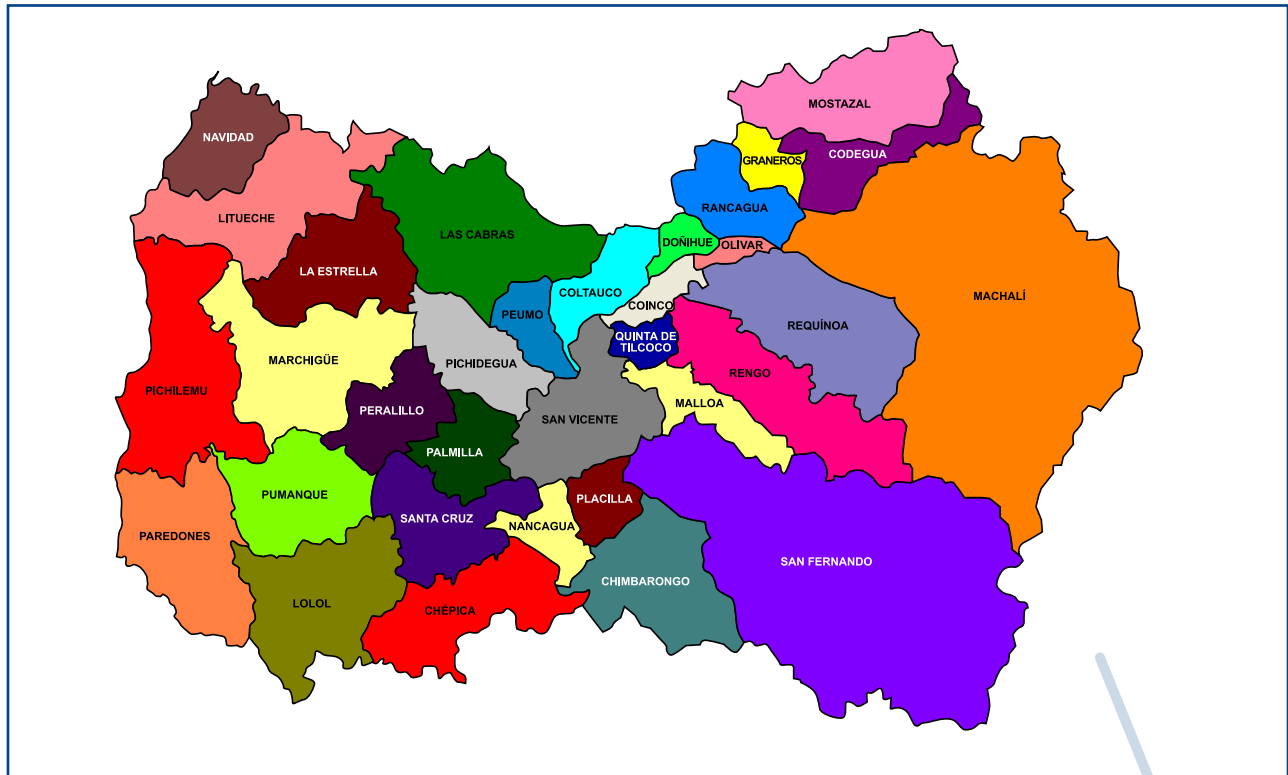 MOSTAZAL
NAVIDAD
CODEGUA
GRANEROS
RANCAGUA
LITUECHE
LAS CABRAS
DOÑIHUE
OLIVAR
LA ESTRELLA
COLTAUCO
MACHALÍ
COINCO
PEUMO
REQUÍNOA
QUINTA DE
TILCOCO
MARCHIGÜE
PICHIDEGUA
RENGO
PICHILEMU
MALLOA
PERALILLO
SAN VICENTE
PALMILLA
PUMANQUE
PLACILLA
SANTA CRUZ
NANCAGUA
PAREDONES
SAN FERNANDO
CHIMBARONGO
LOLOL
CHÉPICA